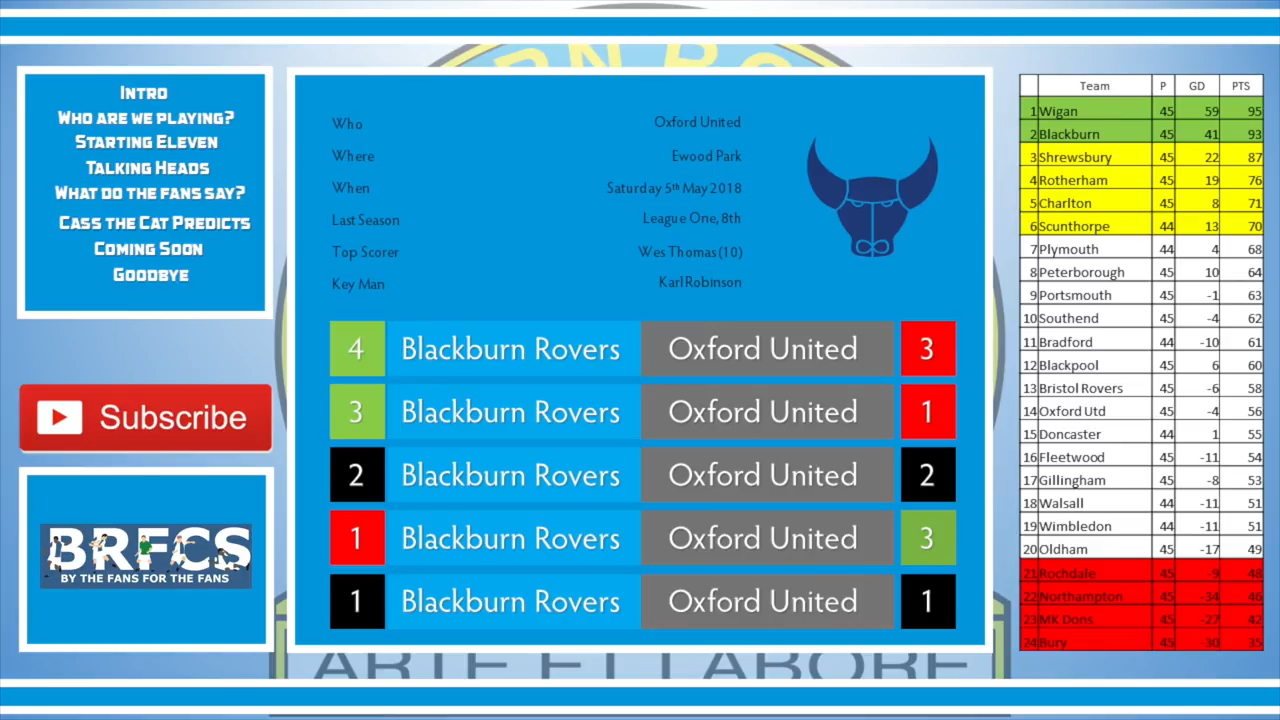 RN RO
INTRO
WHO ARE WE PLAYING?
STARTING ELEVEN
TALKING HEADS
WHAT DO THE FANS SAY?
CASS THE CAT PREDICTS
COMING SOON
GOODBYE
Subscribe
BRFCS
BY THE FANS FOR THE FANS
Who Oxford United
Where Ewood Park
When Saturday 5th May 2018
Last Season League One, 8th
Top Scorer Wes Thomas (10)
Key Man Karl Robinson
4 Blackburn Rovers Oxford United 3
3 Blackburn Rovers Oxford United 1
2 Blackburn Rovers Oxford United 2
1 Blackburn Rovers Oxford United 3
1 Blackburn Rovers Oxford United 1
ARTE ET LABORE
Team P GD PTS
1 Wigan 45 59 95
2 Blackburn 45 41 93
3 Shrewsbury 45 22 87
4 Rotherham 45 19 76
5 Charlton 45 8 71
6 Scunthorpe 44 13 70
7 Plymouth 44 4 68
8 Peterborough 45 10 64
9 Portsmouth 45 -1 63
10 Southend 45 -4 62
11 Bradford 44 -10 61
12 Blackpool 45 6 60
13 Bristol Rovers 45 -6 58
14 Oxford Utd 45 -4 56
15 Doncaster 44 1 55
16 Fleetwood 45 -11 54
17 Gillingham 45 -8 53
18 Walsall 44 -11 51
19 Wimbledon 44 -11 51
20 Oldham 45 -17 49
21 Rochdale 45 -9 48
22 Northampton 45 -34 46
23 MK Dons 45 -27 42
24 Bury 45 -30 35